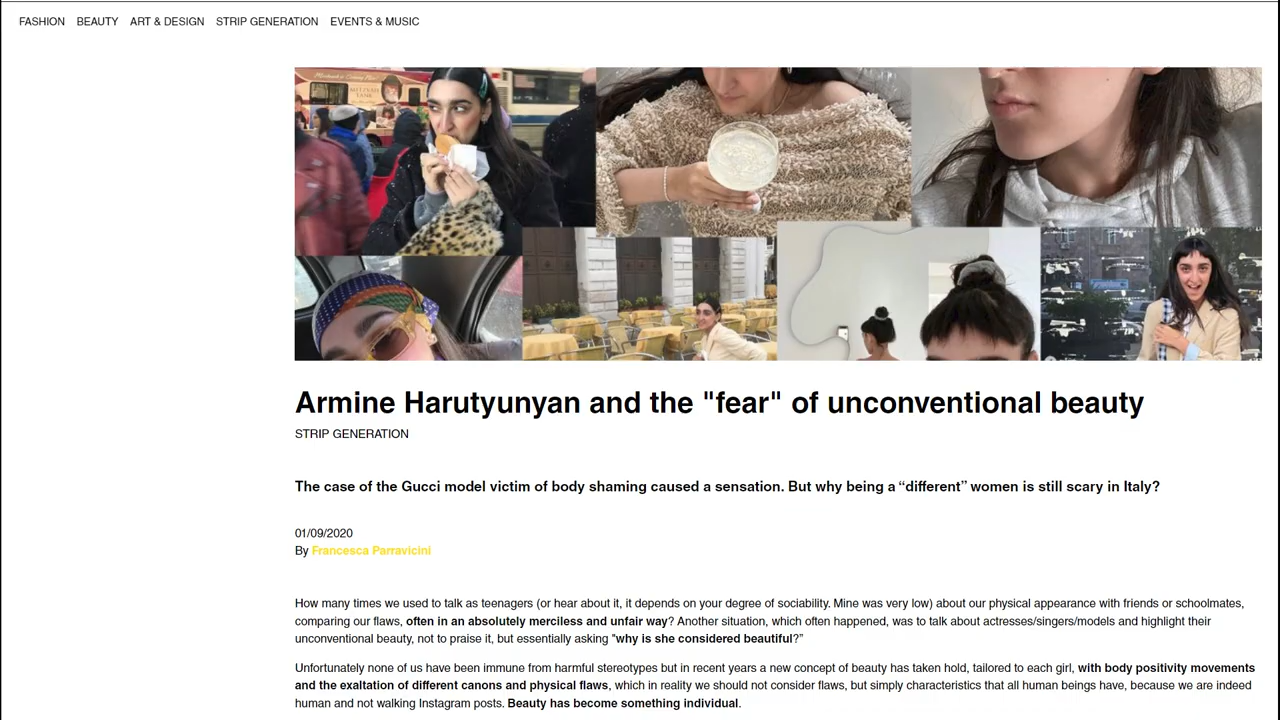 FASHION BEAUTY ART & DESIGN STRIP GENERATION EVENTS & MUSIC
Armine Harutyunyan and the "fear" of unconventional beauty
STRIP GENERATION
The case of the Gucci model victim of body shaming caused a sensation. But why being a “different” women is still scary in Italy?
01/09/2020
By Francesca Parravicini
How many times we used to talk as teenagers (or hear about it, it depends on your degree of sociability. Mine was very low) about our physical appearance with friends or schoolmates,
comparing our flaws, often in an absolutely merciless and unfair way? Another situation, which often happened, was to talk about actresses/singers/models and highlight their
unconventional beauty, not to praise it, but essentially asking "why is she considered beautiful?”
Unfortunately none of us have been immune from harmful stereotypes but in recent years a new concept of beauty has taken hold, tailored to each girl, with body positivity movements
and the exaltation of different canons and physical flaws, which in reality we should not consider flaws, but simply characteristics that all human beings have, because we are indeed
human and not walking Instagram posts. Beauty has become something individual.